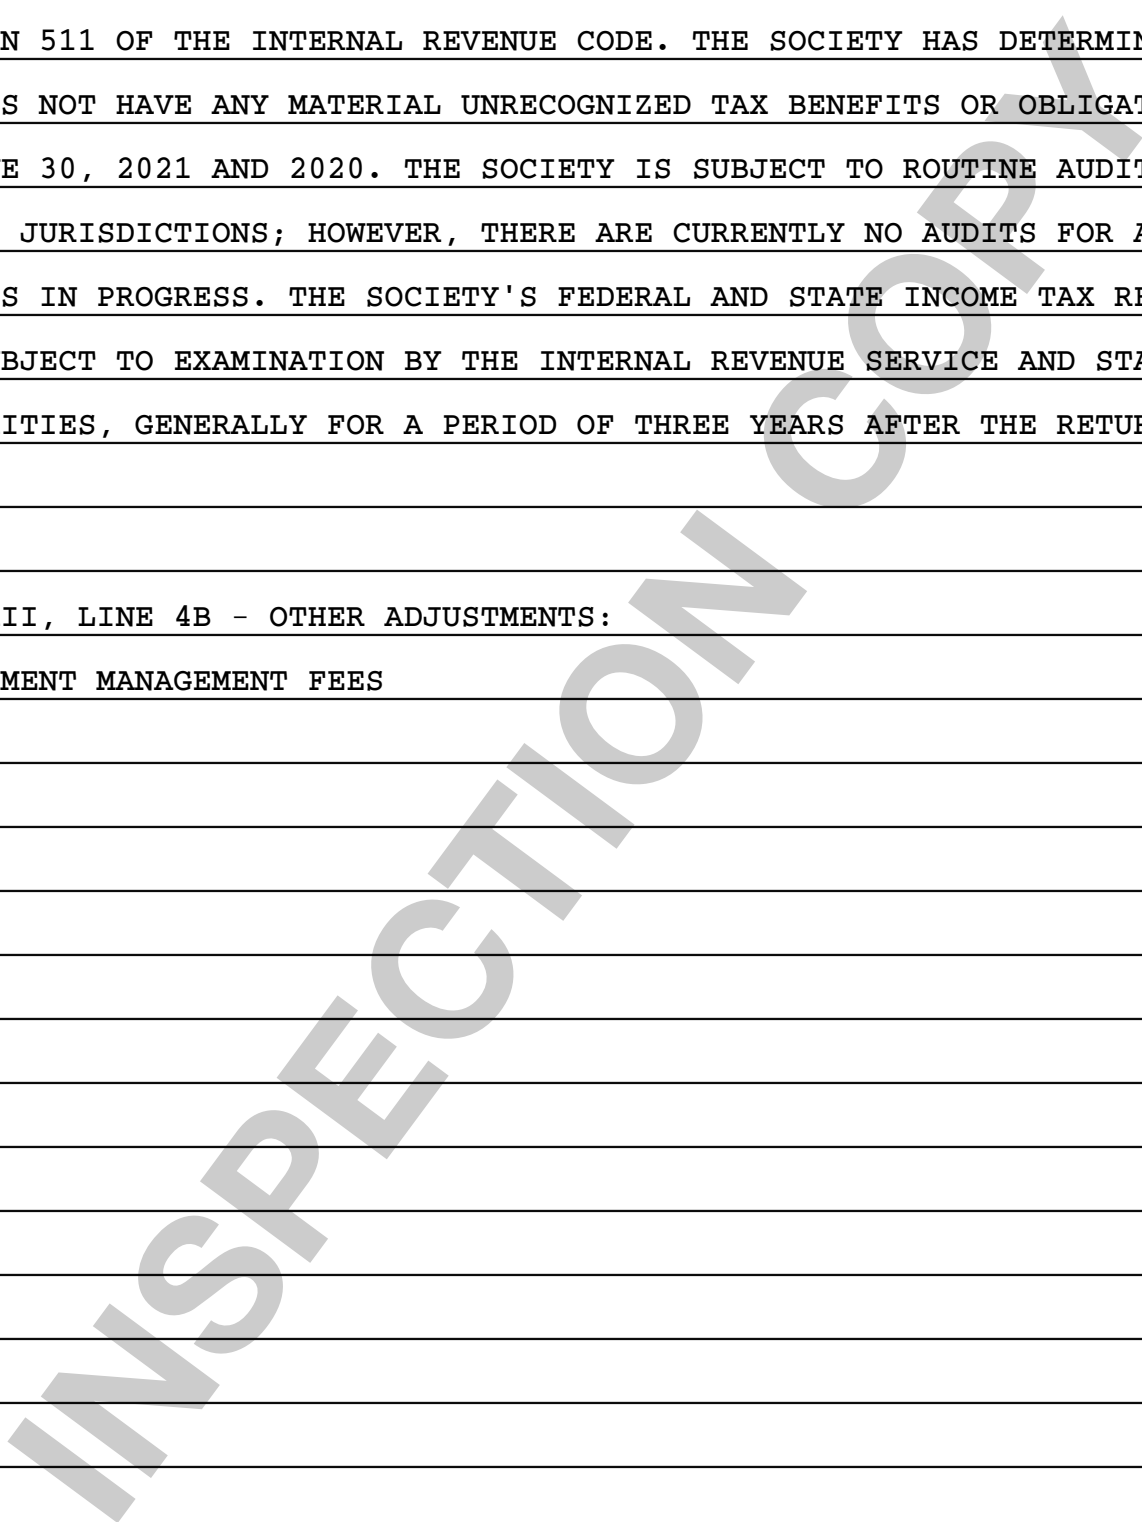 N 511 OF THE INTERNAL REVENUE CODE. THE SOCIETY HAS DETERMIN
S NOT HAVE ANY MATERIAL UNRECOGNIZED TAX BENEFITS OR OBLIGAT
E 30, 2021 AND 2020. THE SOCIETY IS SUBJECT TO ROUTINE AUDIT
JURISDICTIONS; HOWEVER, THERE ARE CURRENTLY NO AUDITS FOR A
S IN PROGRESS. THE SOCIETY'S FEDERAL AND STATE INCOME TAX RE
BJECT TO EXAMINATION BY THE INTERNAL REVENUE SERVICE AND STA
ITIES, GENERALLY FOR A PERIOD OF THREE YEARS AFTER THE RETUR
II, LINE 4B - OTHER ADJUSTMENTS:
MENT MANAGEMENT FEES
INSPECTION COPY